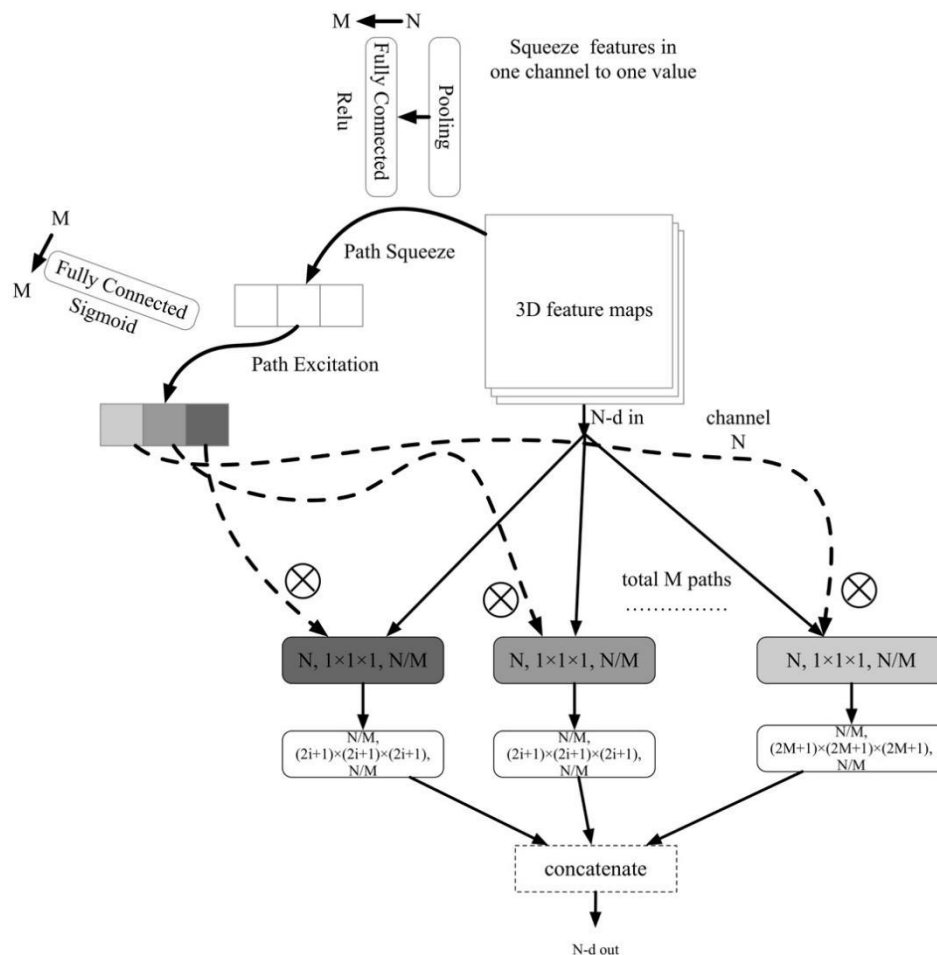 M N
Squeeze features in
one channel to one value
Fully Connected
Relu
Pooling
M
M
Fully Connected
Sigmoid
Path Squeeze
3D feature maps
Path Excitation
N-d in
channel
N
total M paths
..............
N, 1×1×1, N/M
N, 1×1×1, N/M
N, 1×1×1, N/M
N/M,
(2i+1)×(2i+1)×(2i+1),
N/M
N/M,
(2i+1)×(2i+1)×(2i+1),
N/M
N/M,
(2M+1)×(2M+1)×(2M+1),
N/M
concatenate
N-d out